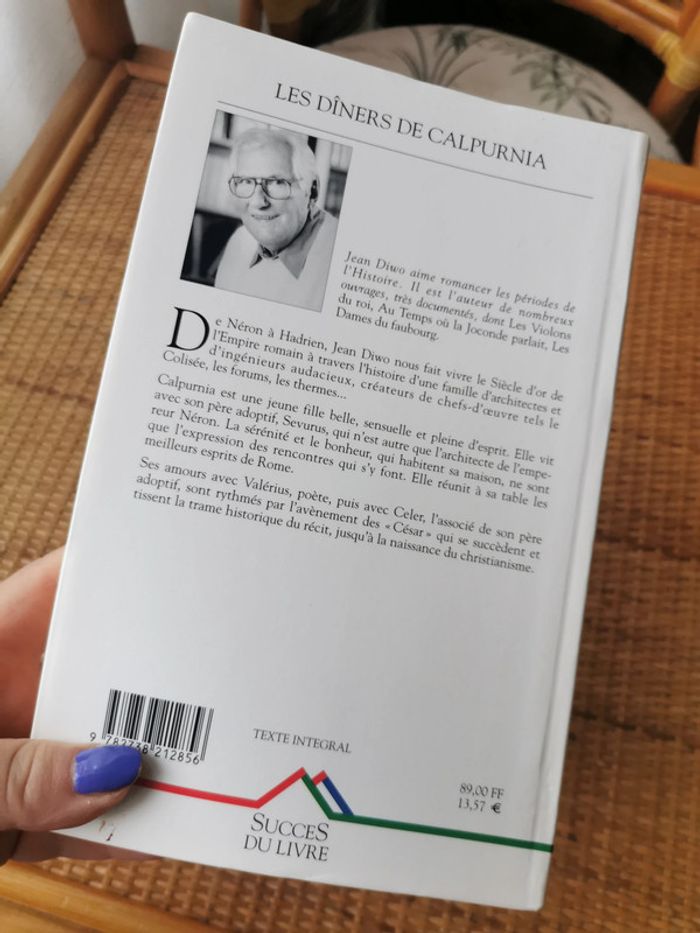 LES DÎNERS DE CALPURNIA
Jean Diwo aime romancer les périodes de
l'Histoire. Il est l'auteur de nombreux
ouvrages, très documentés, dont Les Violons
du roi, Au Temps où la Joconde parlait, Les
Dames du faubourg.
De Néron à Hadrien, Jean Diwo nous fait vivre le Siècle d'or de
l'Empire romain à travers l'histoire d'une famille d'architectes et
d'ingénieurs audacieux, créateurs de chefs-d'œuvre tels le
Colisée, les forums, les thermes...
Calpurnia est une jeune fille belle, sensuelle et pleine d'esprit. Elle vit
avec son père adoptif, Sevurus, qui n'est autre que l'architecte de l'empe-
reur Néron. La sérénité et le bonheur, qui habitent sa maison, ne sont
que l'expression des rencontres qui s'y font. Elle réunit à sa table les
meilleurs esprits de Rome.
Ses amours avec Valérius, poète, puis avec Celer, l'associé de son père
adoptif, sont rythmés par l'avènement des « César » qui se succèdent et
tissent la trame historique du récit, jusqu'à la naissance du christianisme.
9 782738 212856
TEXTE INTEGRAL
89,00 FF
13,57 €
SUCCES
DU LIVRE